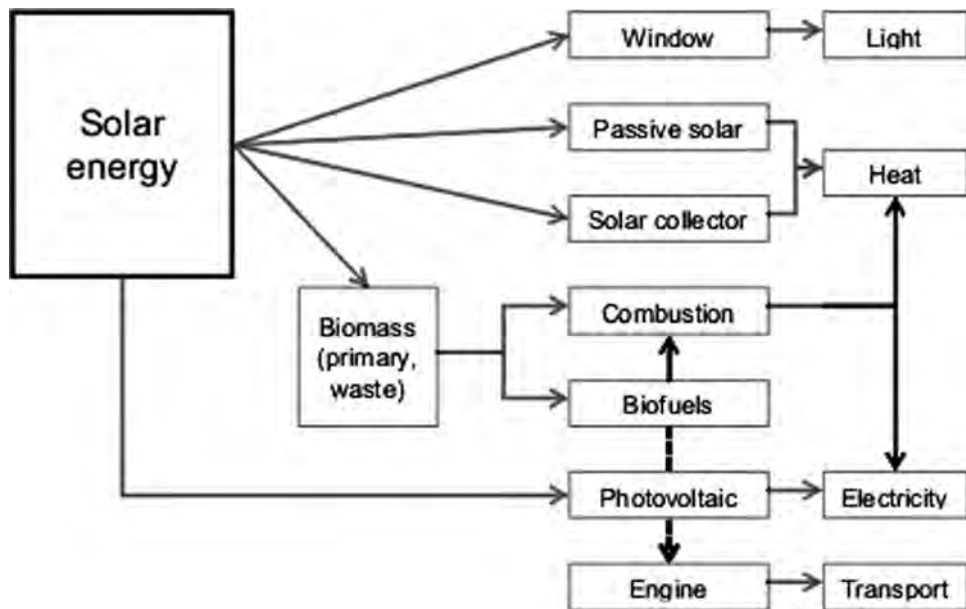 Solar
energy
Window
Light
Passive solar
Heat
Solar collector
Biomass
(primary,
waste)
Combustion
Biofuels
Photovoltaic
Electricity
Engine
Transport